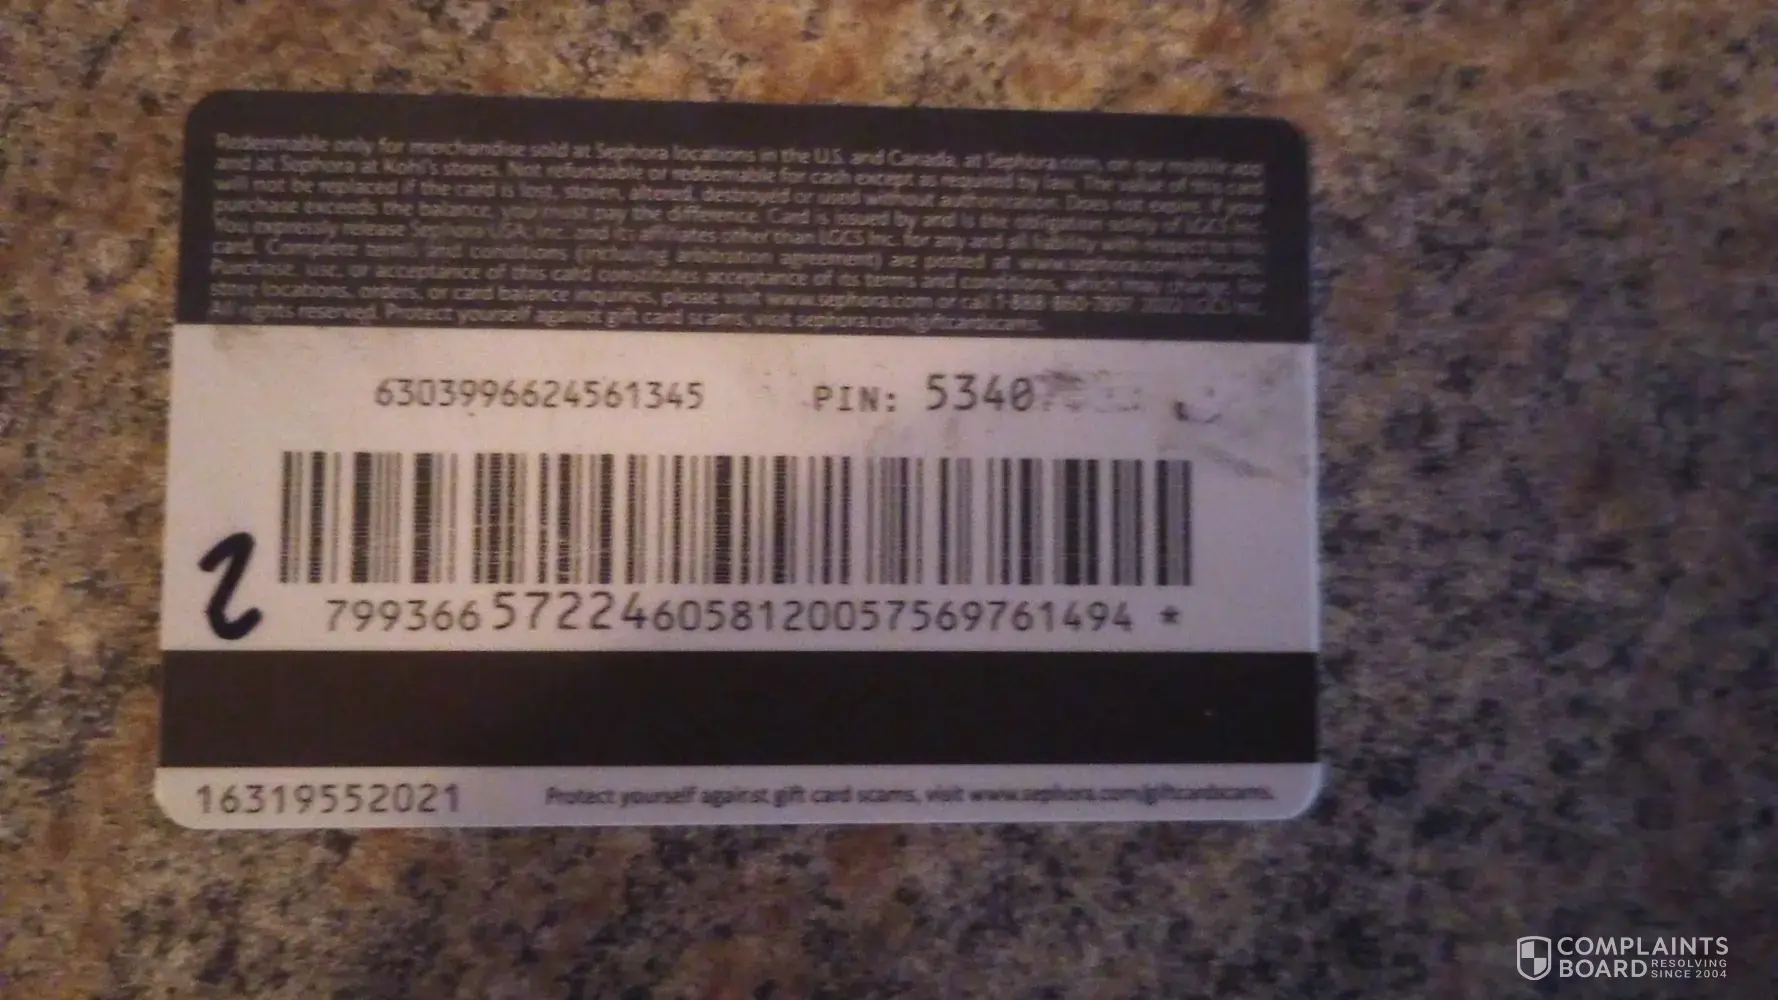 Redeemable only for merchandise sold at Sephora locations in the U.S. and Canada, at Sephora.com, on our mobile app
and at Sephora at Kohl's stores. Not refundable or redeemable for cash except as required by law. The value of this card
will not be replaced if the card is lost, stolen, altered, destroyed or used without authorization. Does not expire. If your
purchase exceeds the balance, you must pay the difference. Card is issued by and is the obligation solely of LGCS Inc.
You expressly release Sephora USA, Inc. and its affiliates other than LGCS Inc. for any and all liability with respect to this
card. Complete terms and conditions (including arbitration agreement) are posted at www.sephora.com/giftcards.
Purchase, use, or acceptance of this card constitutes acceptance of its terms and conditions, which may change. For
store locations, orders, or card balance inquiries, please visit www.sephora.com or call 1-888-860-7897. 2022 LGCS Inc.
All rights reserved. Protect yourself against gift card scams, visit sephora.com/giftcardscams.
6303996624561345 PIN:
2
799366572246058120057569761494 *
16319552021 Protect yourself against gift card scams, visit www.sephora.com/giftcardscams.
COMPLAINTS
BOARD RESOLVING
SINCE 2004